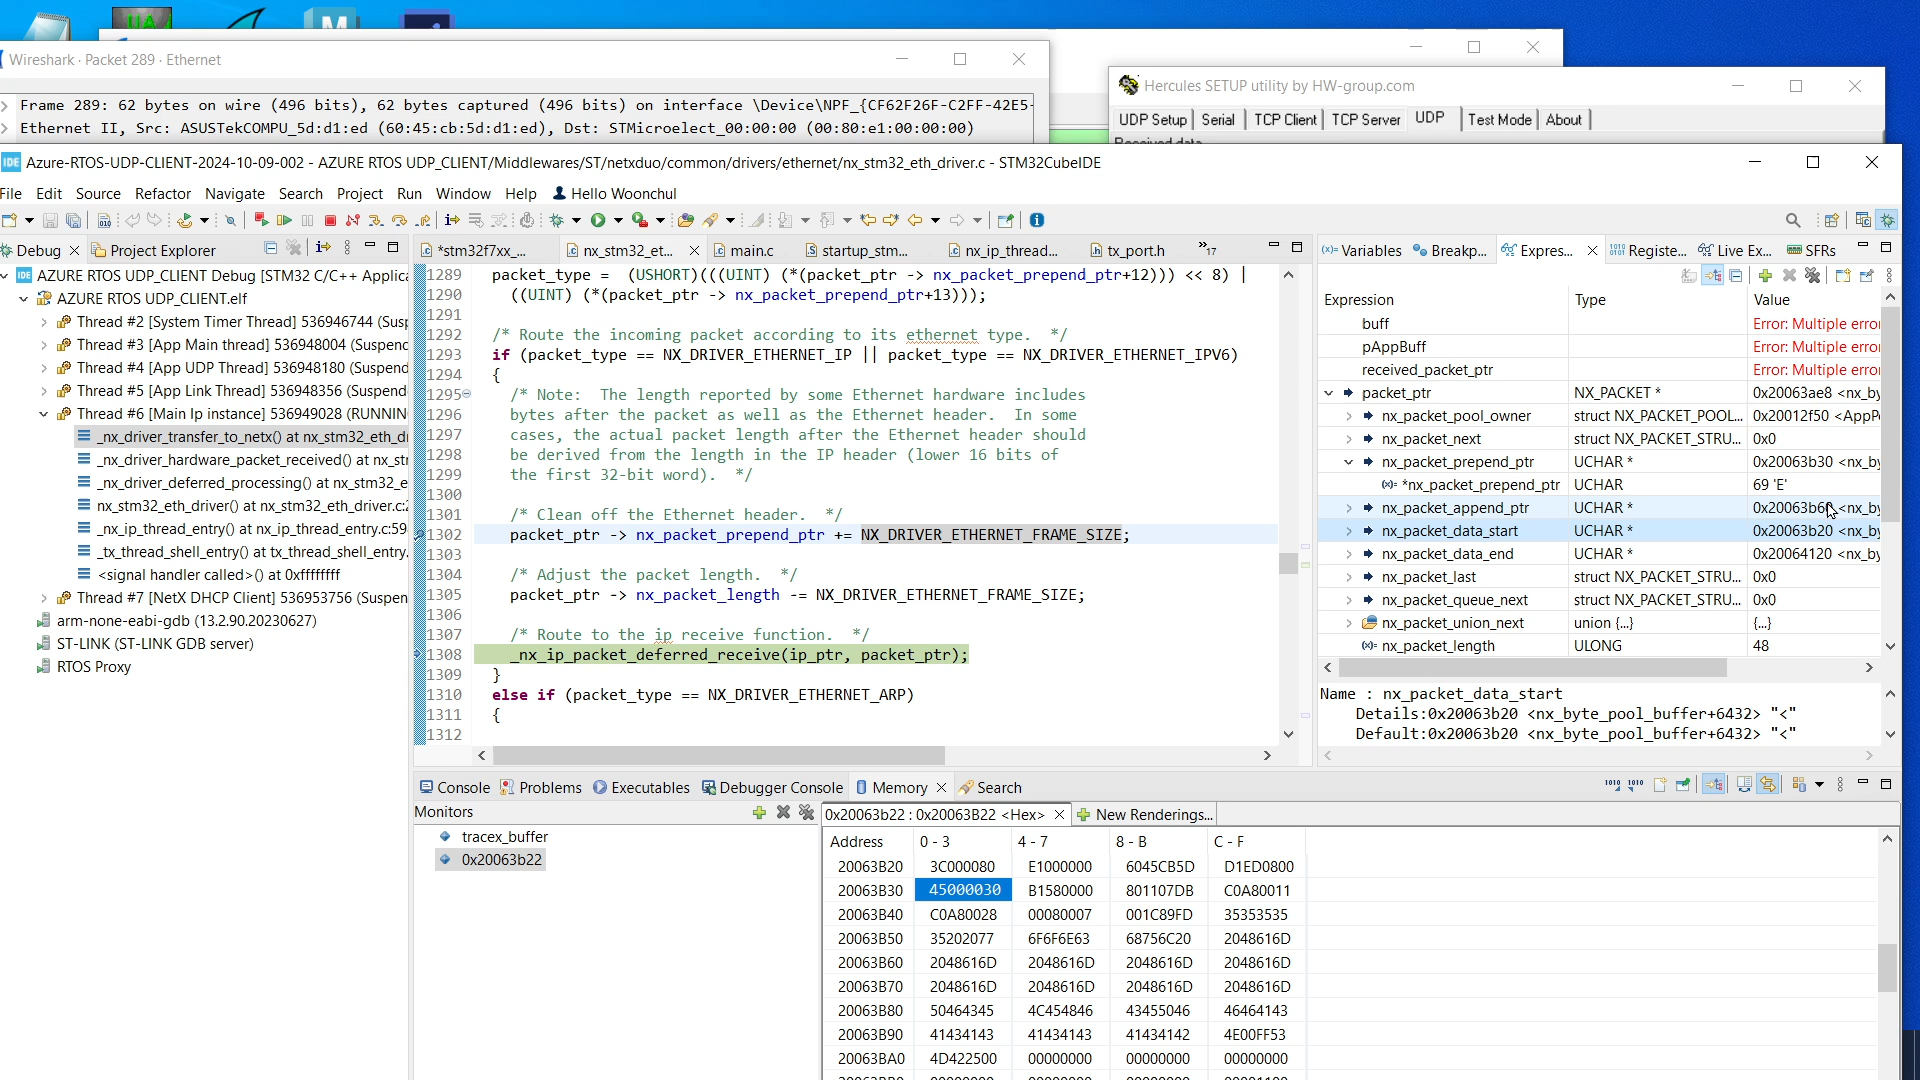 Wireshark · Packet 289 · Ethernet
Frame 289: 62 bytes on wire (496 bits), 62 bytes captured (496 bits) on interface \Device\NPF_{CF62F26F-C2FF-42E5-
Ethernet II, Src: ASUSTekCOMPU_5d:d1:ed (60:45:cb:5d:d1:ed), Dst: STMicroelect_00:00:00 (00:80:e1:00:00:00)
Hercules SETUP utility by HW-group.com
UDP Setup Serial TCP Client TCP Server UDP Test Mode About
Received data
IDE Azure-RTOS-UDP-CLIENT-2024-10-09-002 - AZURE RTOS UDP_CLIENT/Middlewares/ST/netxduo/common/drivers/ethernet/nx_stm32_eth_driver.c - STM32CubeIDE
File Edit Source Refactor Navigate Search Project Run Window Help Hello Woonchul
Debug Project Explorer
IDE AZURE RTOS UDP_CLIENT Debug [STM32 C/C++ Applica
AZURE RTOS UDP_CLIENT.elf
Thread #2 [System Timer Thread] 536946744 (Susp
Thread #3 [App Main thread] 536948004 (Suspenc
Thread #4 [App UDP Thread] 536948180 (Suspend
Thread #5 [App Link Thread] 536948356 (Suspend
Thread #6 [Main Ip instance] 536949028 (RUNNIN
_nx_driver_transfer_to_netx() at nx_stm32_eth_dr
_nx_driver_hardware_packet_received() at nx_str
_nx_driver_deferred_processing() at nx_stm32_e
nx_stm32_eth_driver() at nx_stm32_eth_driver.c:2
_nx_ip_thread_entry() at nx_ip_thread_entry.c:59
_tx_thread_shell_entry() at tx_thread_shell_entry.
<signal handler called>() at 0xffffffff
Thread #7 [NetX DHCP Client] 536953756 (Suspen
arm-none-eabi-gdb (13.2.90.20230627)
ST-LINK (ST-LINK GDB server)
RTOS Proxy
*stm32f7xx_... nx_stm32_et... main.c startup_stm... nx_ip_thread... tx_port.h »17
1289 packet_type = (USHORT)(((UINT) (*(packet_ptr -> nx_packet_prepend_ptr+12))) << 8) |
1290 ((UINT) (*(packet_ptr -> nx_packet_prepend_ptr+13)));
1291
1292 /* Route the incoming packet according to its ethernet type. */
1293 if (packet_type == NX_DRIVER_ETHERNET_IP || packet_type == NX_DRIVER_ETHERNET_IPV6)
1294 {
1295 /* Note: The length reported by some Ethernet hardware includes
1296 bytes after the packet as well as the Ethernet header. In some
1297 cases, the actual packet length after the Ethernet header should
1298 be derived from the length in the IP header (lower 16 bits of
1299 the first 32-bit word). */
1300
1301 /* Clean off the Ethernet header. */
1302 packet_ptr -> nx_packet_prepend_ptr += NX_DRIVER_ETHERNET_FRAME_SIZE;
1303
1304 /* Adjust the packet length. */
1305 packet_ptr -> nx_packet_length -= NX_DRIVER_ETHERNET_FRAME_SIZE;
1306
1307 /* Route to the ip receive function. */
1308 _nx_ip_packet_deferred_receive(ip_ptr, packet_ptr);
1309 }
1310 else if (packet_type == NX_DRIVER_ETHERNET_ARP)
1311 {
1312
Variables Breakp... Expres... Registe... Live Ex... SFRs
Expression Type Value
buff Error: Multiple erro
pAppBuff Error: Multiple erro
received_packet_ptr Error: Multiple erro
packet_ptr NX_PACKET * 0x20063ae8 <nx_by
nx_packet_pool_owner struct NX_PACKET_POOL... 0x20012f50 <AppP
nx_packet_next struct NX_PACKET_STRU... 0x0
nx_packet_prepend_ptr UCHAR * 0x20063b30 <nx_by
(x)= *nx_packet_prepend_ptr UCHAR 69 'E'
nx_packet_append_ptr UCHAR * 0x20063b60 <nx_by
nx_packet_data_start UCHAR * 0x20063b20 <nx_by
nx_packet_data_end UCHAR * 0x20064120 <nx_by
nx_packet_last struct NX_PACKET_STRU... 0x0
nx_packet_queue_next struct NX_PACKET_STRU... 0x0
nx_packet_union_next union {...} {...}
(x)= nx_packet_length ULONG 48
Name : nx_packet_data_start
Details:0x20063b20 <nx_byte_pool_buffer+6432> "<"
Default:0x20063b20 <nx_byte_pool_buffer+6432> "<"
Console Problems Executables Debugger Console Memory Search
Monitors
tracex_buffer
0x20063b22
0x20063b22 : 0x20063B22 <Hex> New Renderings...
Address 0 - 3 4 - 7 8 - B C - F
20063B20 3C000080 E1000000 6045CB5D D1ED0800
20063B30 45000030 B1580000 801107DB C0A80011
20063B40 C0A80028 00080007 001C89FD 35353535
20063B50 35202077 6F6F6E63 68756C20 2048616D
20063B60 2048616D 2048616D 2048616D 2048616D
20063B70 2048616D 2048616D 2048616D 2048616D
20063B80 50464345 4C454846 43455046 46464143
20063B90 41434143 41434143 41434142 4E00FF53
20063BA0 4D422500 00000000 00000000 00000000